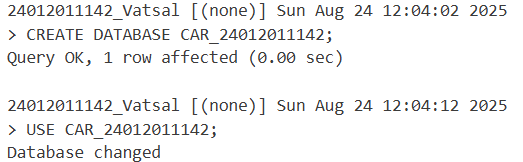 24012011142_Vatsal [(none)] Sun Aug 24 12:04:02 2025
> CREATE DATABASE CAR_24012011142;
Query OK, 1 row affected (0.00 sec)

24012011142_Vatsal [(none)] Sun Aug 24 12:04:12 2025
> USE CAR_24012011142;
Database changed